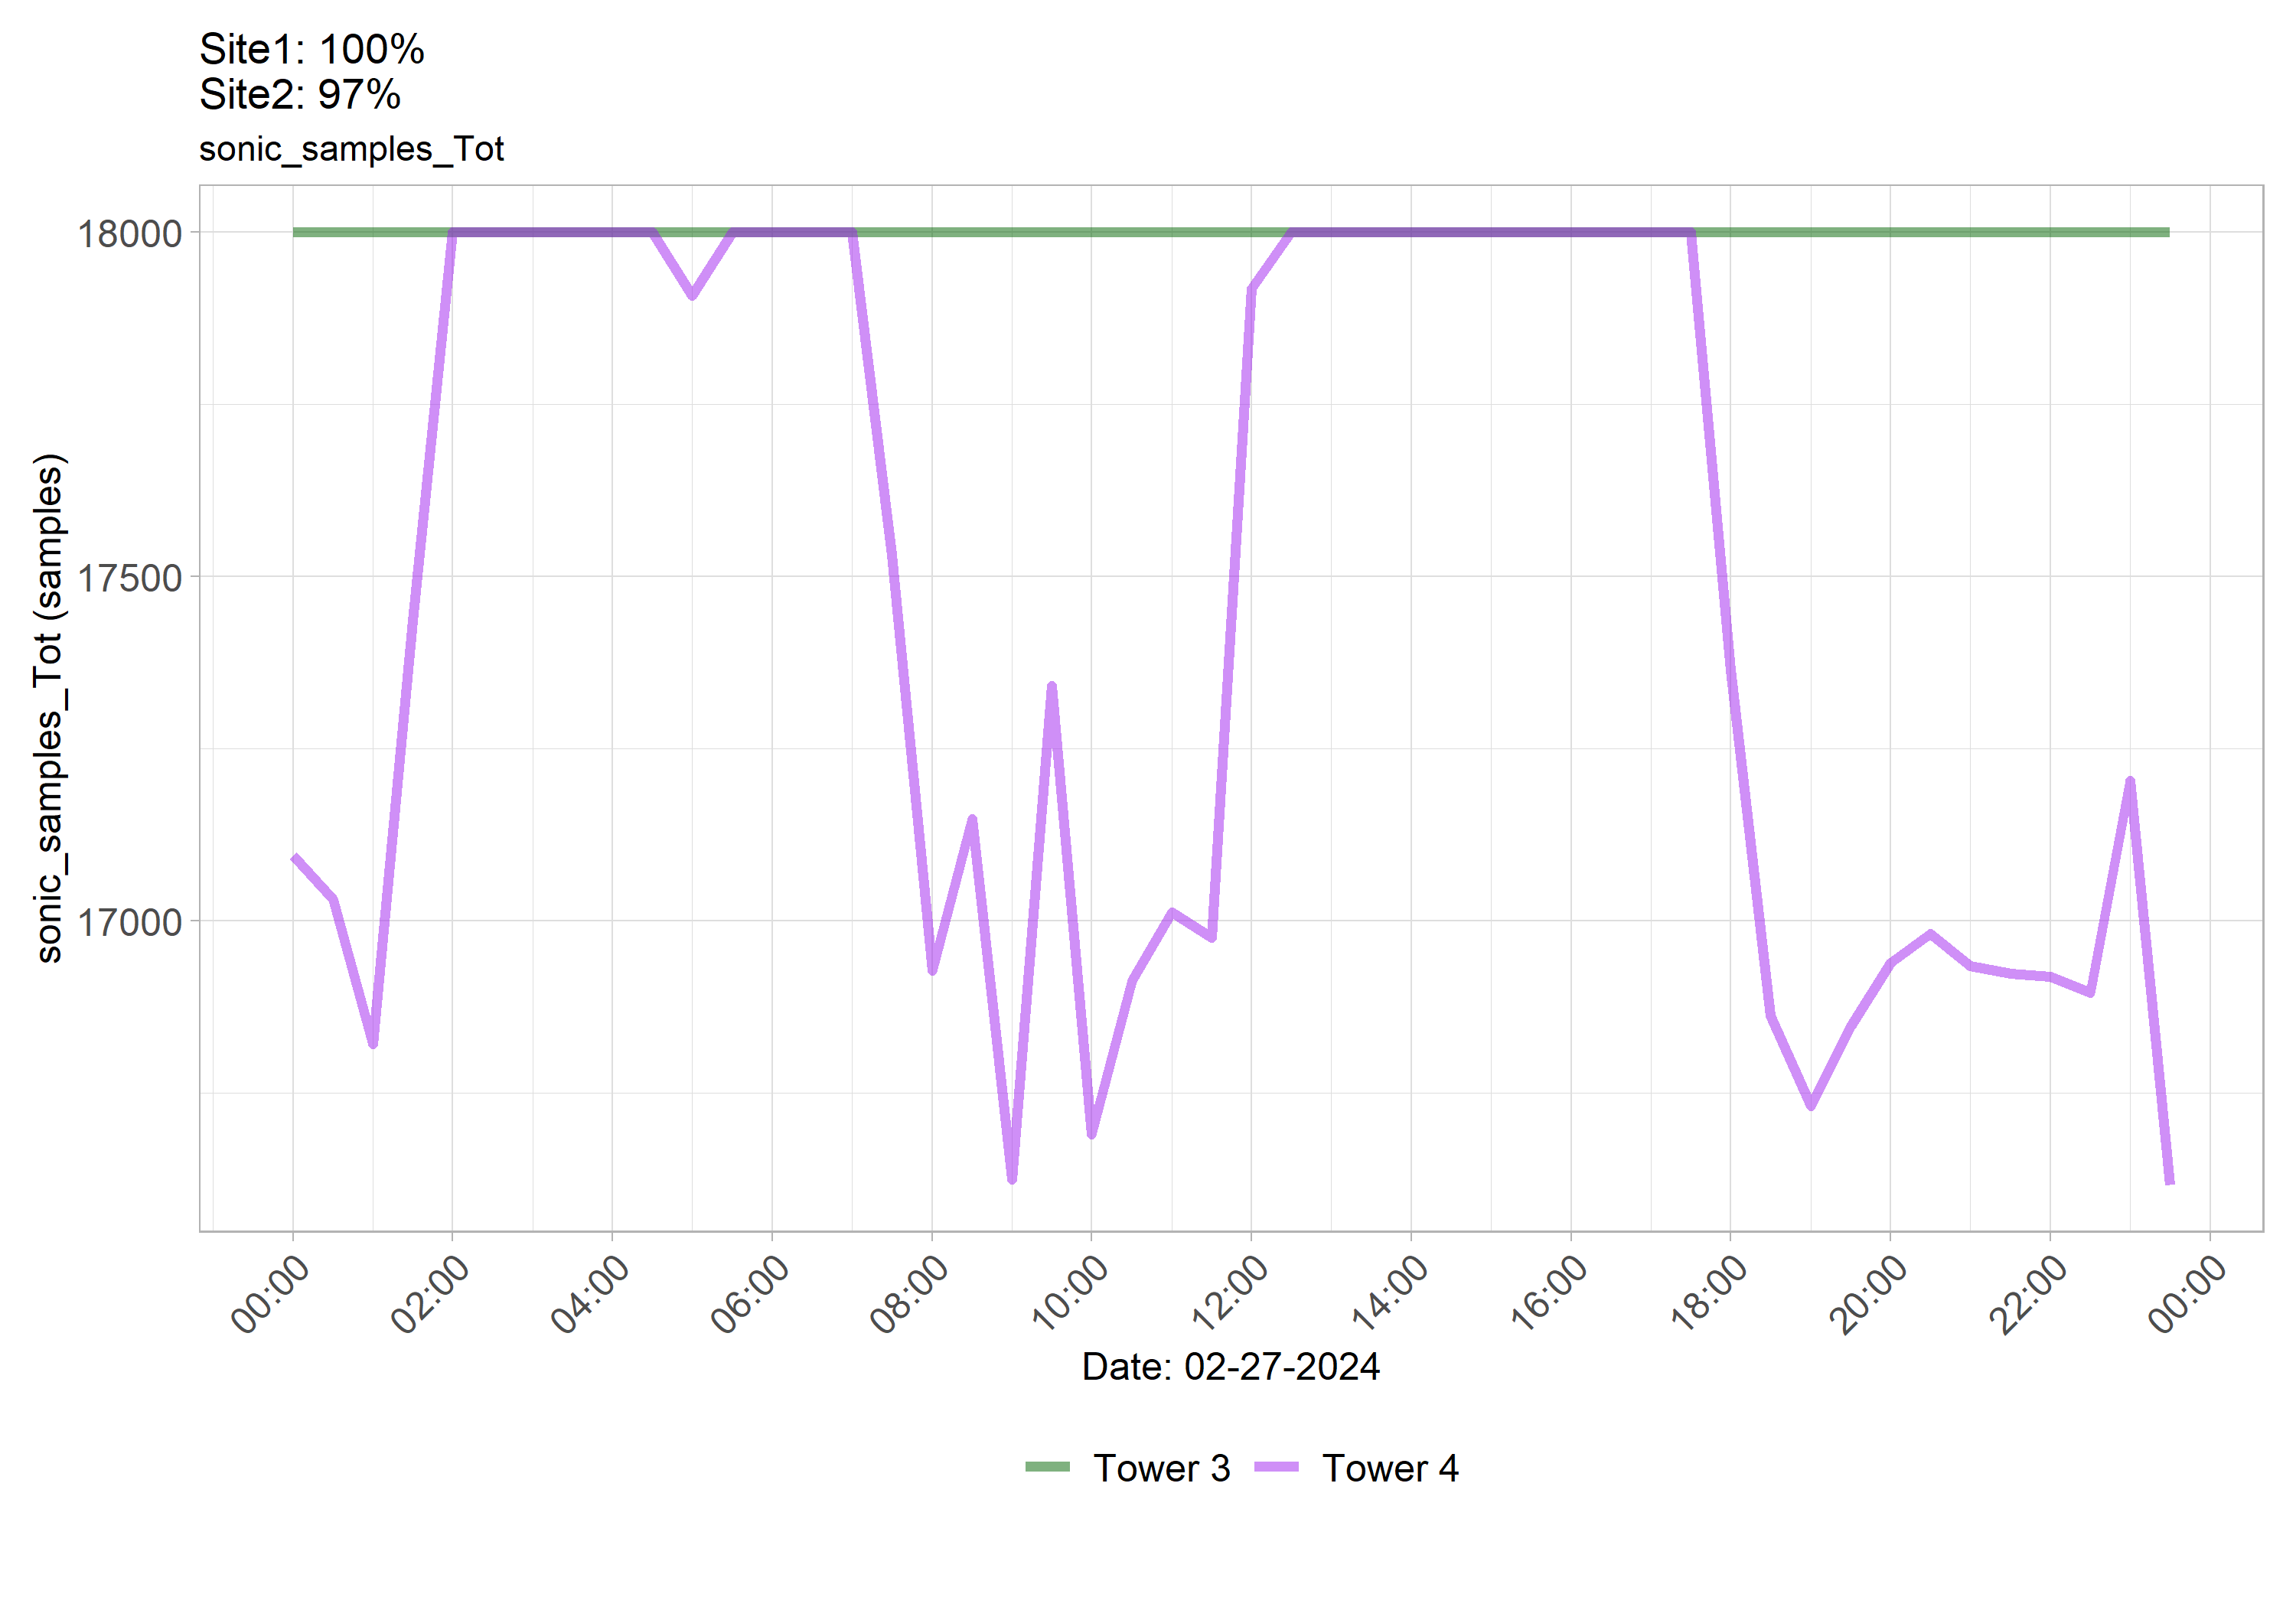 Site1: 100%
Site2: 97%
sonic_samples_Tot
sonic_samples_Tot (samples)
18000
17500
17000
00:00
02:00
04:00
06:00
08:00
10:00
12:00
14:00
16:00
18:00
20:00
22:00
00:00
Date: 02-27-2024
Tower 3
Tower 4